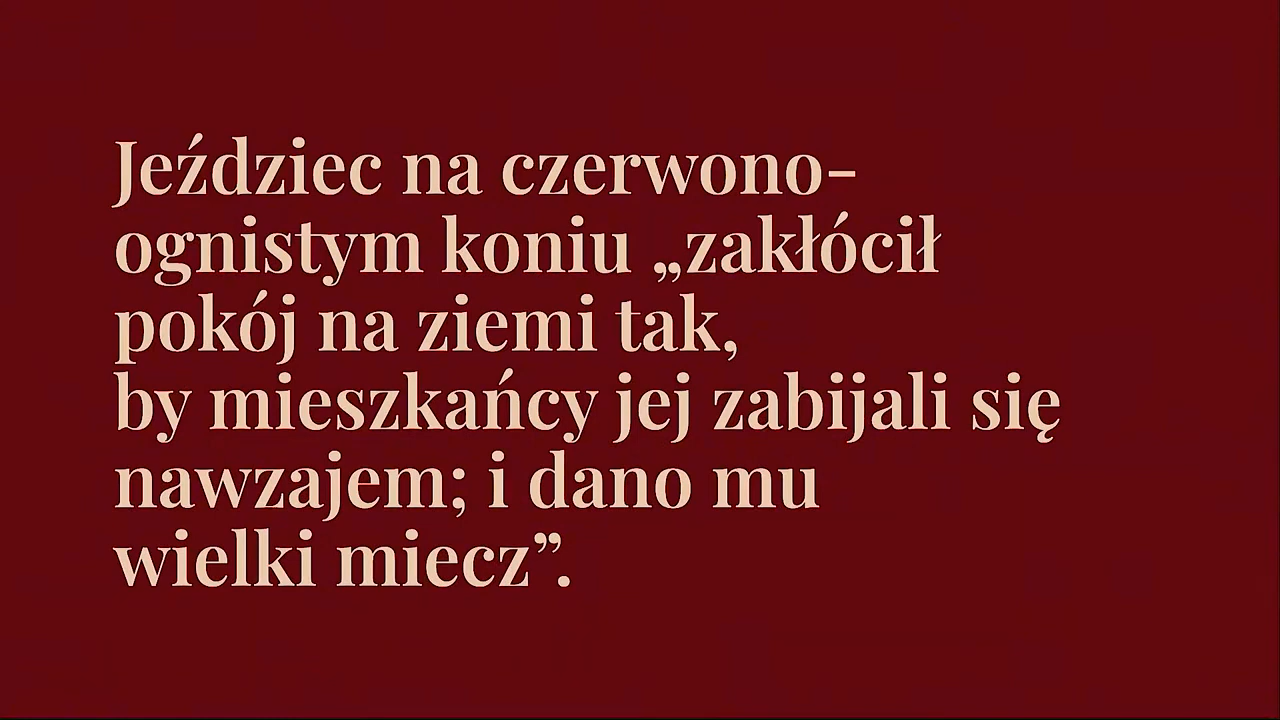 Jeździec na czerwono-
ognistym koniu „zakłócił
pokój na ziemi tak,
by mieszkańcy jej zabijali się
nawzajem; i dano mu
wielki miecz”.